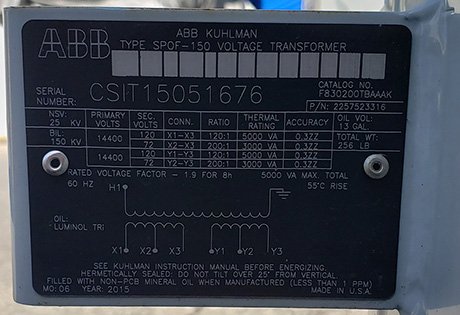 ABB
ABB KUHLMAN
TYPE SPOF-150 VOLTAGE TRANSFORMER
SERIAL NUMBER: CSIT15051676
CATALOG NO.
F830200TBAAAK
P/N: 2257523316
NSV: 25 KV
BIL: 150 KV
PRIMARY VOLTS SEC. VOLTS CONN. RATIO THERMAL RATING ACCURACY
14400 120 X1-X3 120:1 5000 VA 0.3ZZ
72 X2-X3 200:1 3000 VA 0.3ZZ
14400 120 Y1-Y3 120:1 5000 VA 0.3ZZ
72 Y2-Y3 200:1 3000 VA 0.3ZZ
OIL VOL: 13 GAL.
TOTAL WT: 256 LB
RATED VOLTAGE FACTOR - 1.9 FOR 8h 5000 VA MAX. TOTAL
60 HZ H1 55°C RISE
OIL:
LUMINOL TRI
X1 X2 X3 Y1 Y2 Y3
SEE KUHLMAN INSTRUCTION MANUAL BEFORE ENERGIZING.
HERMETICALLY SEALED: DO NOT TILT OVER 25° FROM VERTICAL.
FILLED WITH NON-PCB MINERAL OIL WHEN MANUFACTURED (LESS THAN 1 PPM)
MO: 06 YEAR: 2015 MADE IN U.S.A.